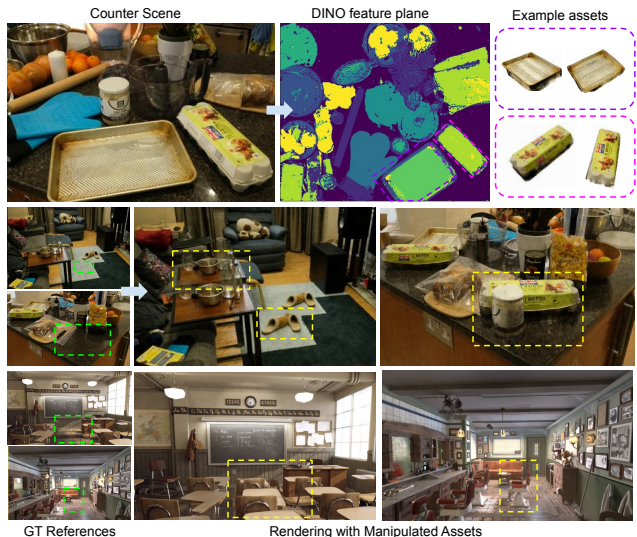 Counter Scene
DINO feature plane
Example assets
GT References
Rendering with Manipulated Assets